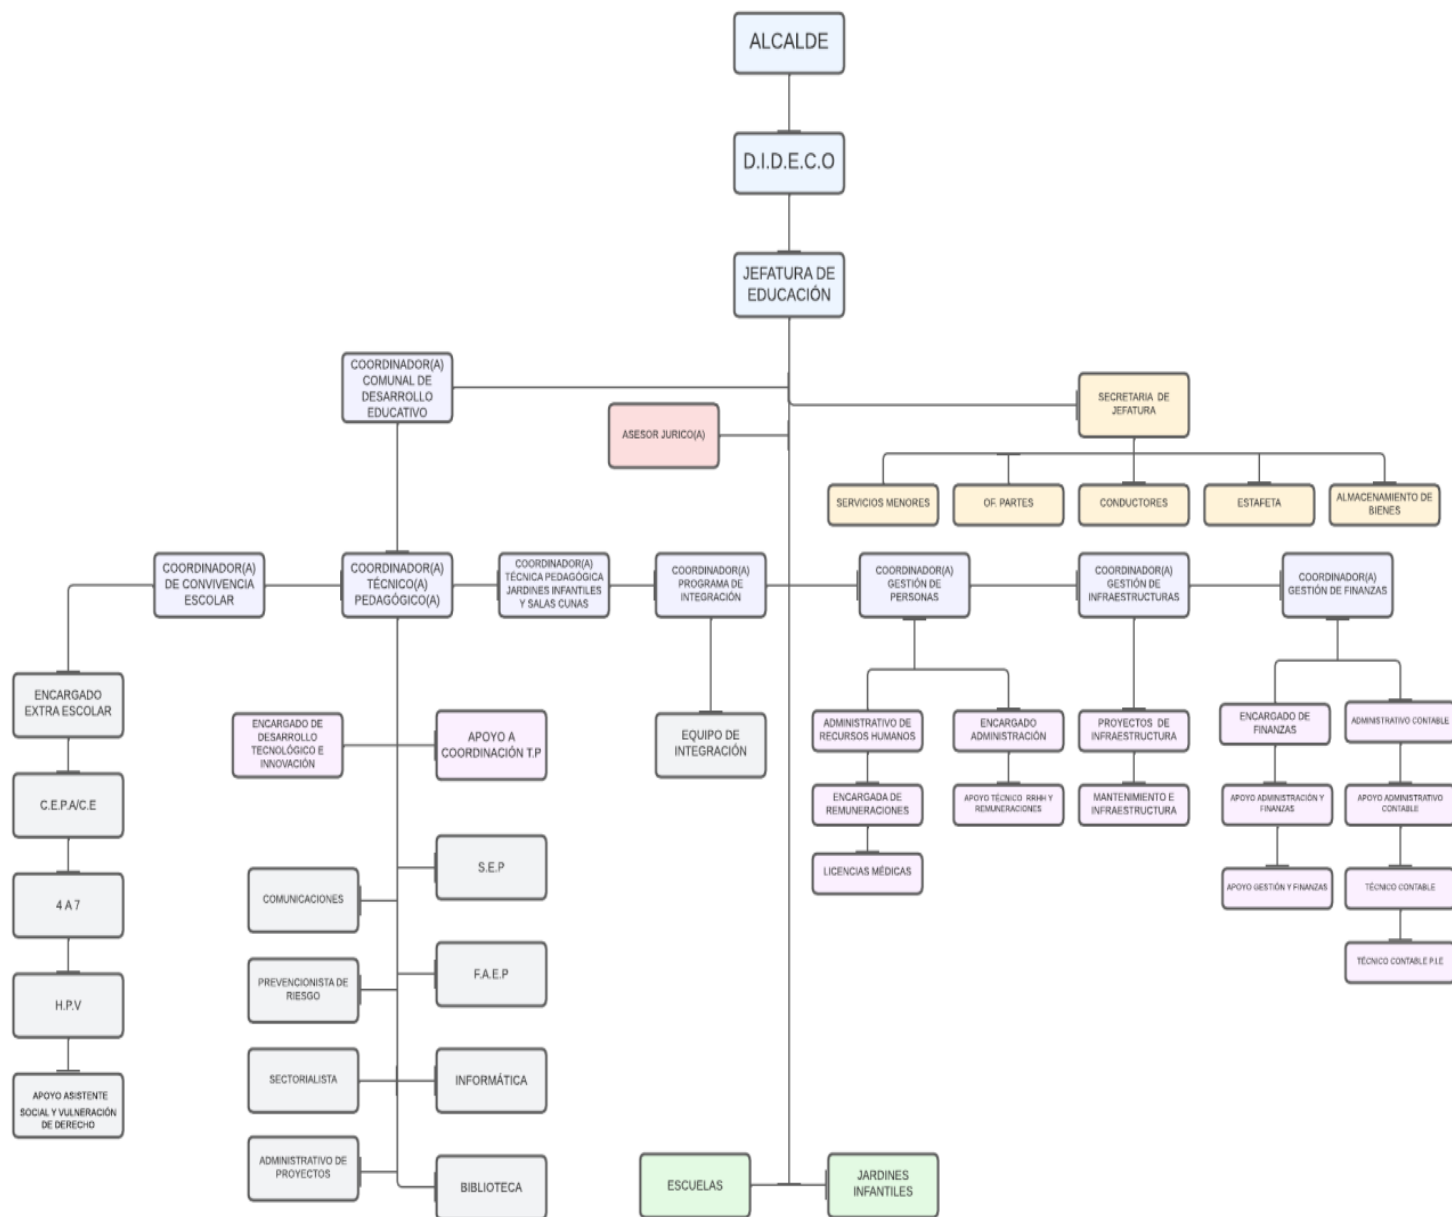 ALCALDE
D.I.D.E.C.O
JEFATURA DE
EDUCACIÓN
COORDINADOR(A)
COMUNAL DE
DESARROLLO
EDUCATIVO
ASESOR JURICO(A)
SECRETARIA DE
JEFATURA
SERVICIOS MENORES
OF. PARTES
CONDUCTORES
ESTAFETA
ALMACENAMIENTO DE
BIENES
COORDINADOR(A)
DE CONVIVENCIA
ESCOLAR
COORDINADOR(A)
TÉCNICO(A)
PEDAGÓGICO(A)
COORDINADOR(A)
TÉCNICA PEDAGÓGICA
JARDINES INFANTILES
Y SALAS CUNAS
COORDINADOR(A)
PROGRAMA DE
INTEGRACIÓN
COORDINADOR(A)
GESTIÓN DE
PERSONAS
COORDINADOR(A)
GESTIÓN DE
INFRAESTRUCTURAS
COORDINADOR(A)
GESTIÓN DE FINANZAS
ENCARGADO
EXTRA ESCOLAR
C.E.P.A/C.E
4 A 7
H.P.V
APOYO ASISTENTE
SOCIAL Y VULNERACIÓN
DE DERECHO
ENCARGADO DE
DESARROLLO
TECNOLÓGICO E
INNOVACIÓN
APOYO A
COORDINACIÓN T.P
COMUNICACIONES
S.E.P
PREVENCIONISTA DE
RIESGO
F.A.E.P
SECTORIALISTA
INFORMÁTICA
ADMINISTRATIVO DE
PROYECTOS
BIBLIOTECA
EQUIPO DE
INTEGRACIÓN
ADMINISTRATIVO DE
RECURSOS HUMANOS
ENCARGADA DE
REMUNERACIONES
LICENCIAS MÉDICAS
ENCARGADO
ADMINISTRACIÓN
APOYO TÉCNICO RRHH Y
REMUNERACIONES
PROYECTOS DE
INFRAESTRUCTURA
MANTENIMIENTO E
INFRAESTRUCTURA
ENCARGADO DE
FINANZAS
APOYO ADMINISTRACIÓN Y
FINANZAS
APOYO GESTIÓN Y FINANZAS
ADMINISTRATIVO CONTABLE
APOYO ADMINISTRATIVO
CONTABLE
TÉCNICO CONTABLE
TÉCNICO CONTABLE P.I.E
ESCUELAS
JARDINES
INFANTILES